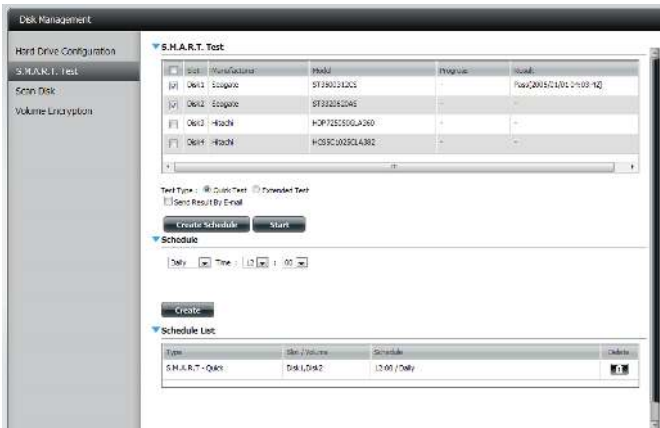 Disk Management
Hard Drive Configuration
S.M.A.R.T. Test
Scan Disk
Volume Encryption
S.M.A.R.T. Test
Slot Manufacturer Model Progress Result
Disk1 Seagate - 
Disk2 Seagate - -
Disk3 Hitachi - -
Disk4 Hitachi - -
Test Type : Quick Test Extended Test
Send Result By E-mail
Create Schedule Start
Schedule
Daily Time : 12 : 00
Create
Schedule List
Type Slot / Volume Schedule Delete
S.M.A.R.T - Quick Disk1,Disk2 12:00 / Daily